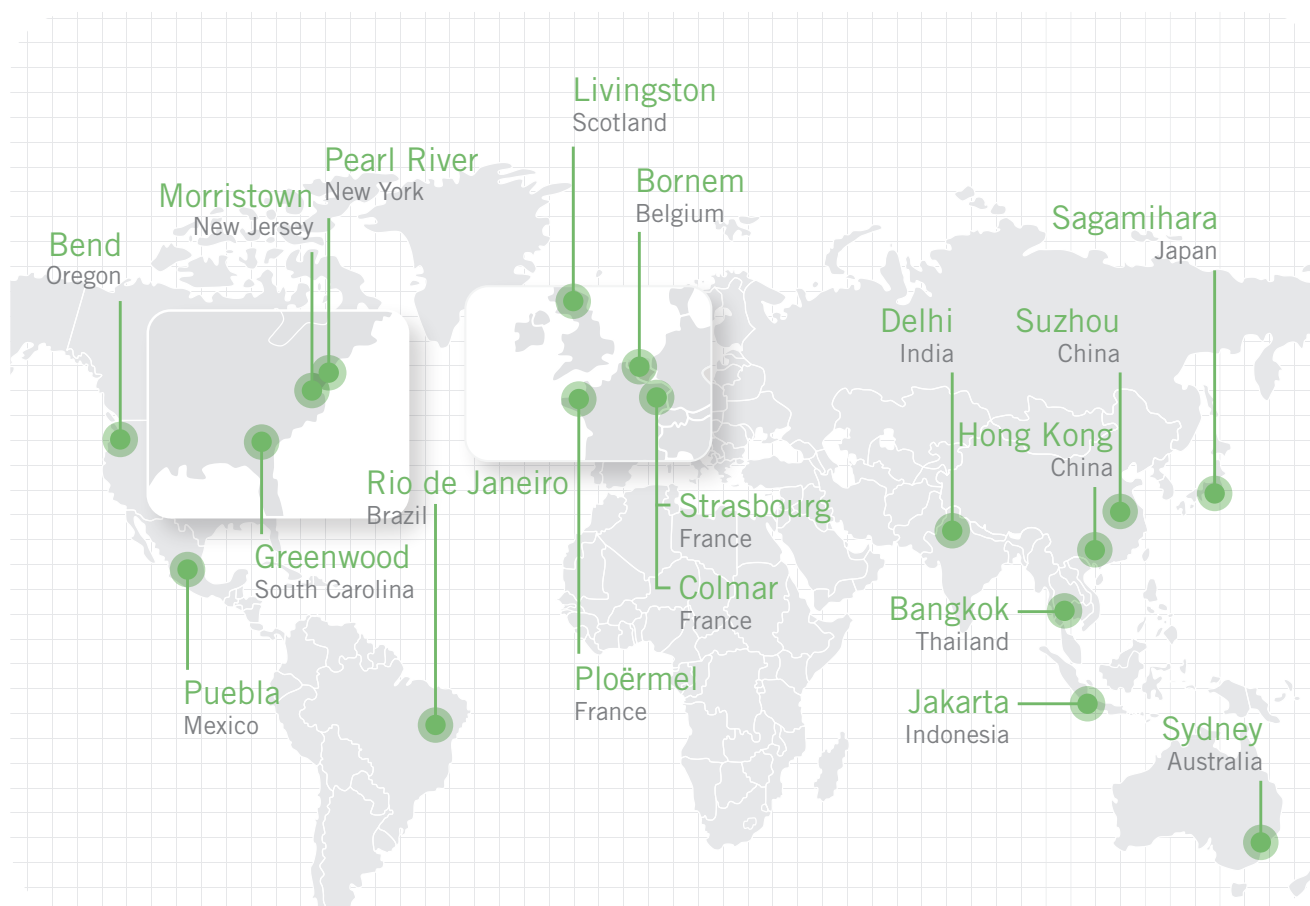 Livingston
Scotland
Pearl River
New York
Bornem
Belgium
Morristown
New Jersey
Sagamihara
Japan
Bend
Oregon
Delhi
India
Suzhou
China
Hong Kong
China
Rio de Janeiro
Brazil
Strasbourg
France
Greenwood
South Carolina
Colmar
France
Bangkok
Thailand
Ploërmel
France
Puebla
Mexico
Jakarta
Indonesia
Sydney
Australia